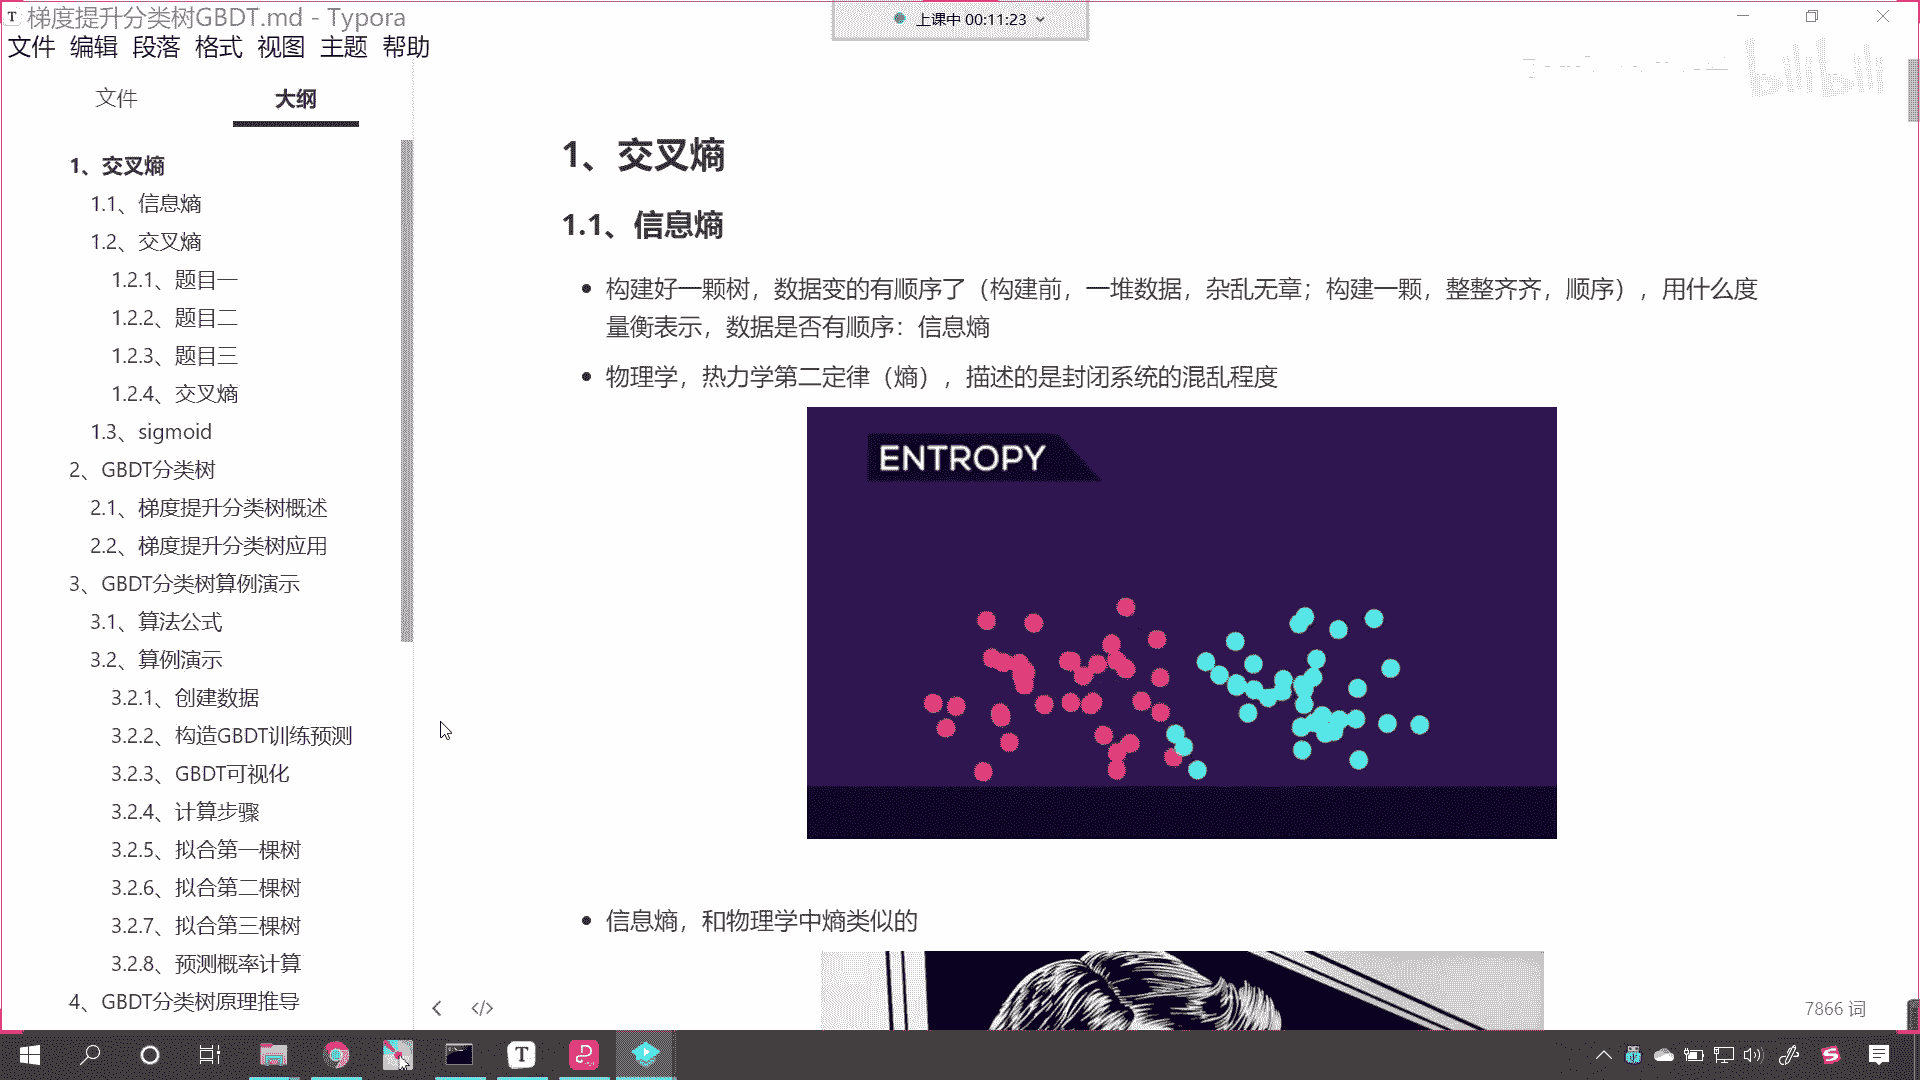 梯度提升分类树GBDT.md - Typora
上课中 00:11:23
文件 编辑 段落 格式 视图 主题 帮助
bilibili
文件 大纲
1、交叉熵
1.1、信息熵
1.2、交叉熵
1.2.1、题目一
1.2.2、题目二
1.2.3、题目三
1.2.4、交叉熵
1.3、sigmoid
2、GBDT分类树
2.1、梯度提升分类树概述
2.2、梯度提升分类树应用
3、GBDT分类树算例演示
3.1、算法公式
3.2、算例演示
3.2.1、创建数据
3.2.2、构造GBDT训练预测
3.2.3、GBDT可视化
3.2.4、计算步骤
3.2.5、拟合第一棵树
3.2.6、拟合第二棵树
3.2.7、拟合第三棵树
3.2.8、预测概率计算
4、GBDT分类树原理推导
1、交叉熵
1.1、信息熵
构建好一颗树，数据变的有顺序了（构建前，一堆数据，杂乱无章；构建一颗，整整齐齐，顺序），用什么度
量衡表示，数据是否有顺序：信息熵
物理学，热力学第二定律（熵），描述的是封闭系统的混乱程度
ENTROPY
信息熵，和物理学中熵类似的
7866 词